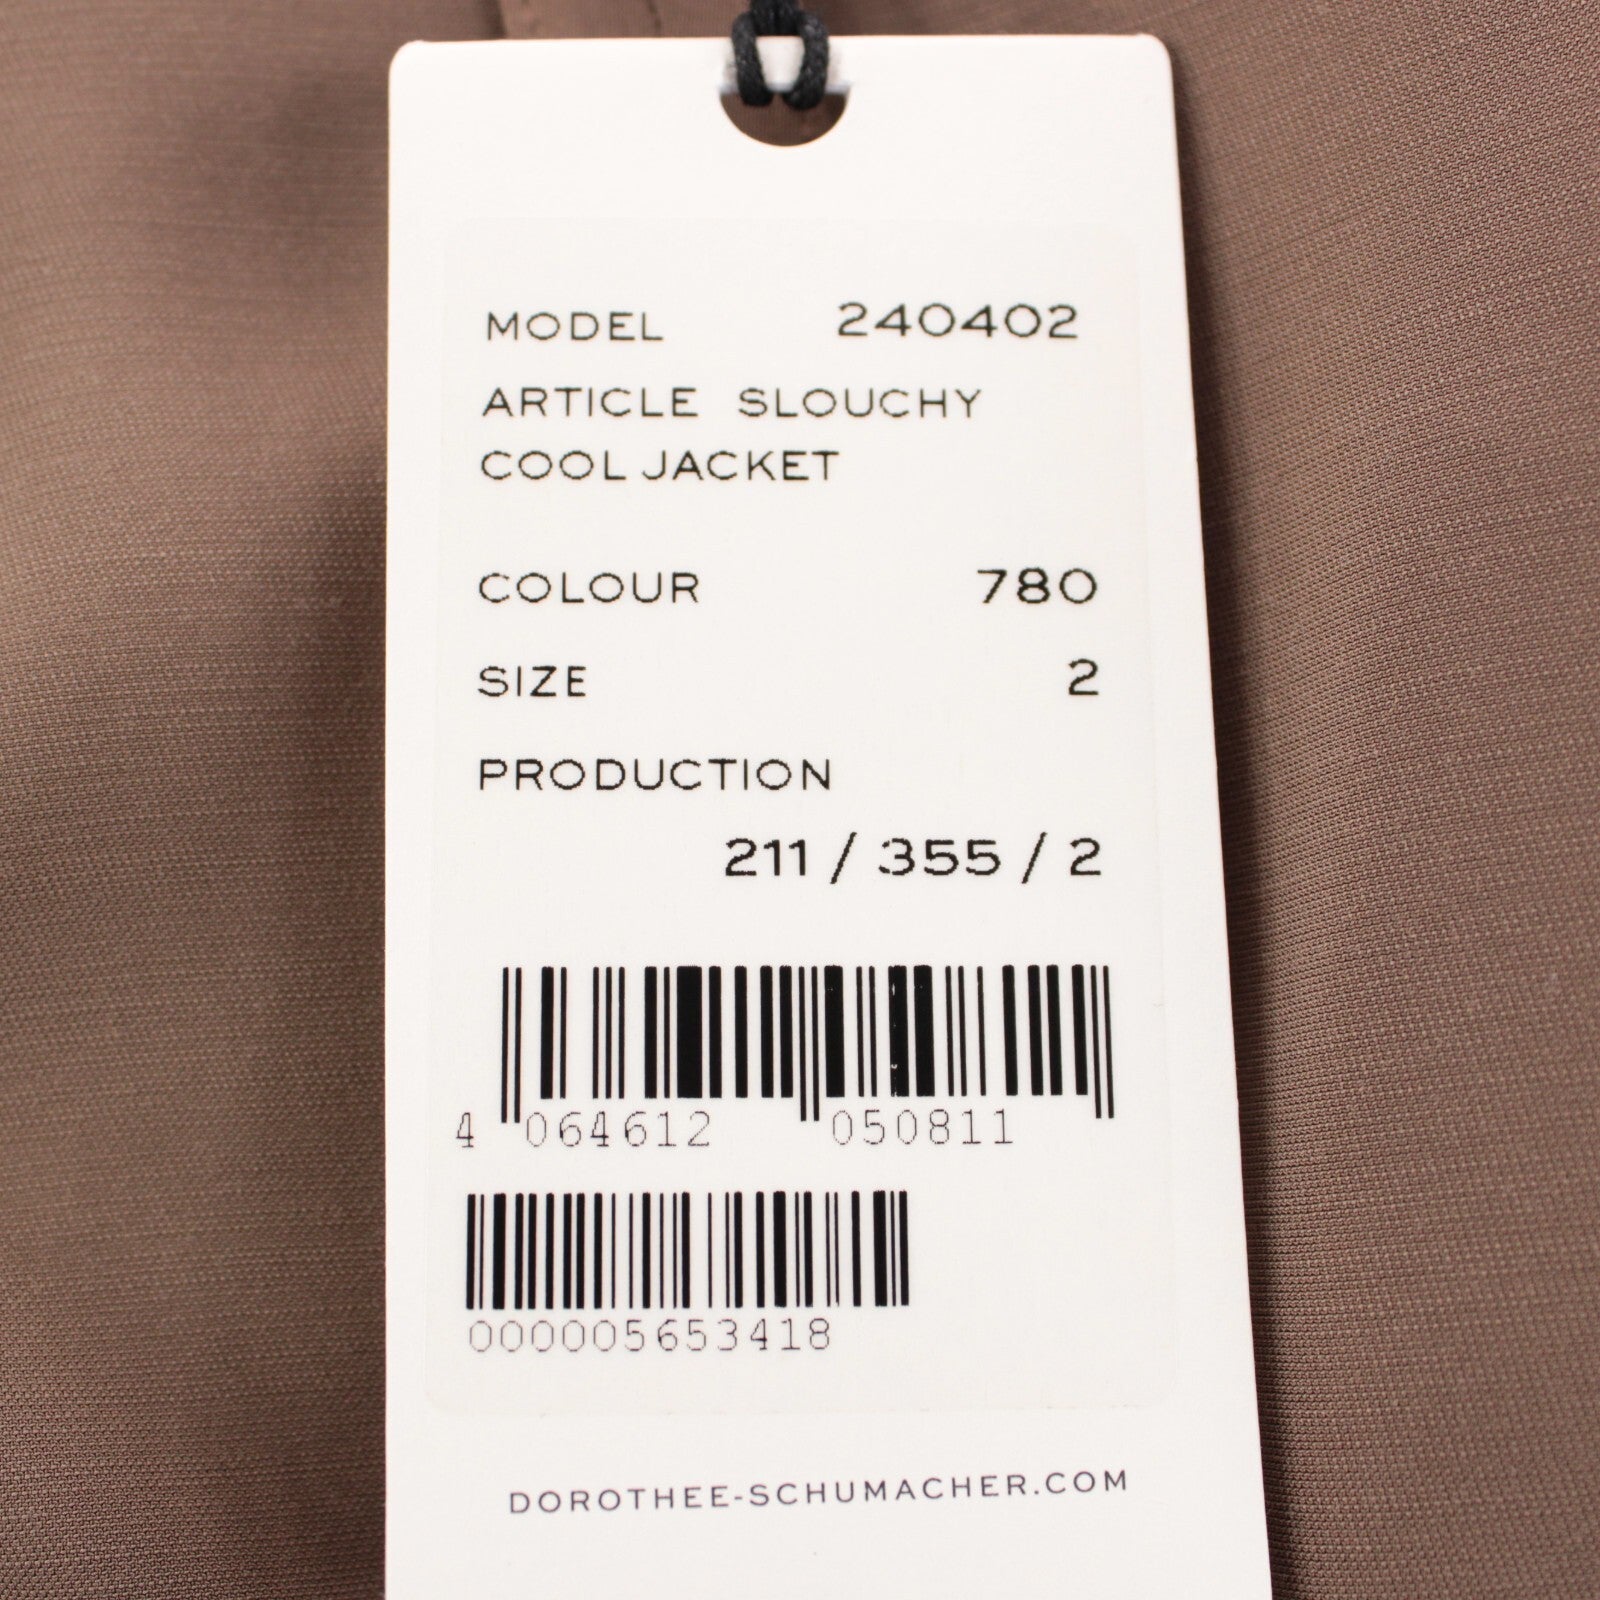 MODEL 240402
ARTICLE SLOUCHY
COOL JACKET
COLOUR 780
SIZE 2
PRODUCTION
211 / 355 / 2
4 064612 050811
000005653418
DOROTHEE-SCHUMACHER.COM